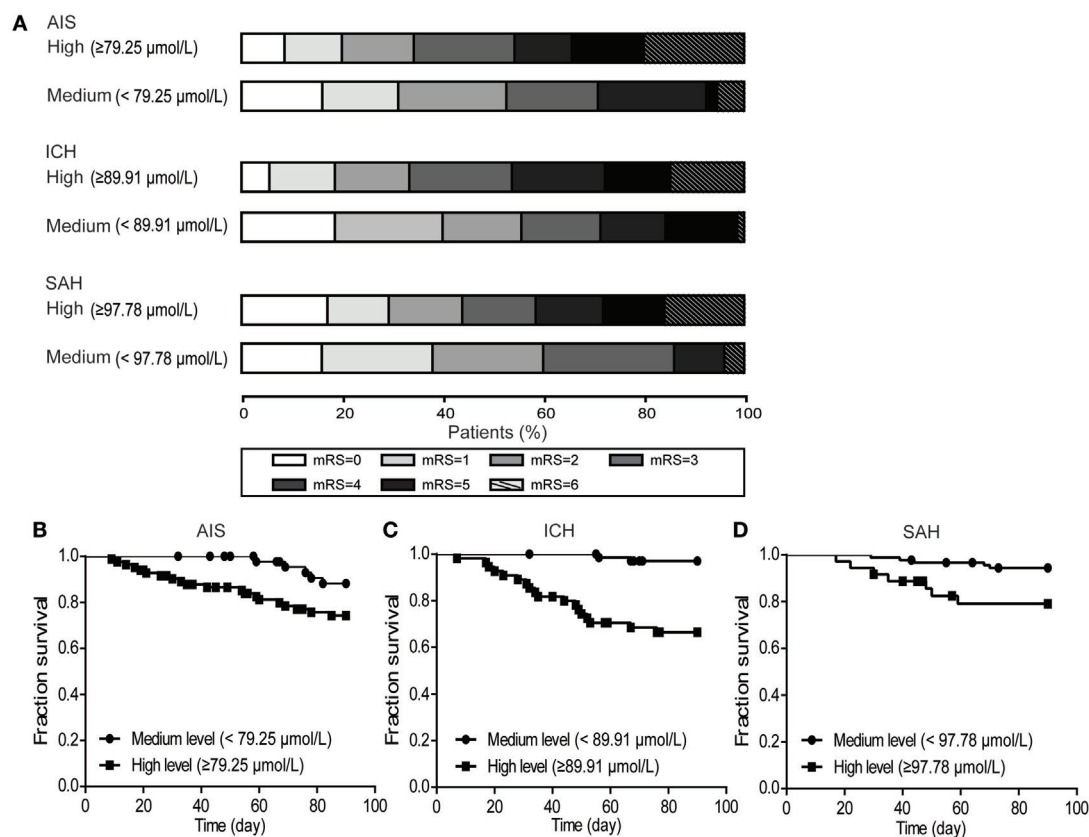 A
AIS
High (≥79.25 µmol/L)
Medium (< 79.25 µmol/L)
ICH
High (≥89.91 µmol/L)
Medium (< 89.91 µmol/L)
SAH
High (≥97.78 µmol/L)
Medium (< 97.78 µmol/L)
0 20 40 60 80 100
Patients (%)
mRS=0 mRS=1 mRS=2 mRS=3
mRS=4 mRS=5 mRS=6
B AIS
1.0
0.8
0.6
0.4
0.2
0.0
Fraction survival
Medium level (< 79.25 µmol/L)
High level (≥79.25 µmol/L)
0 20 40 60 80 100
Time (day)
C ICH
1.0
0.8
0.6
0.4
0.2
0.0
Fraction survival
Medium level (< 89.91 µmol/L)
High level (≥89.91 µmol/L)
0 20 40 60 80 100
Time (day)
D SAH
1.0
0.8
0.6
0.4
0.2
0.0
Fraction survival
Medium level (< 97.78 µmol/L)
High level (≥97.78 µmol/L)
0 20 40 60 80 100
Time (day)